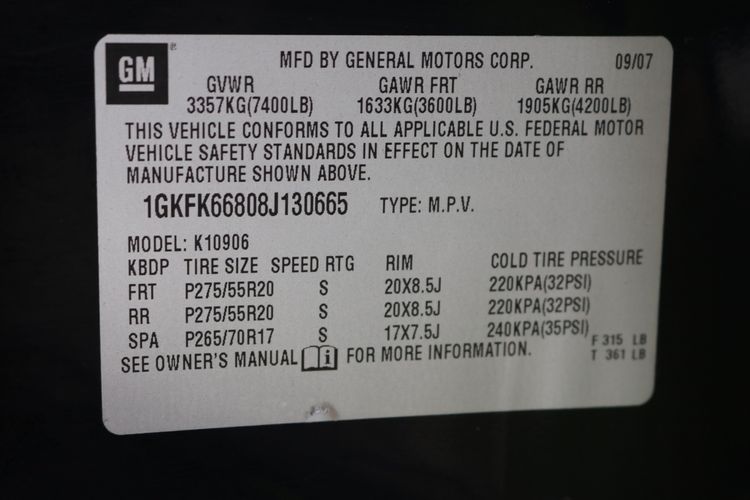 GM®
MFD BY GENERAL MOTORS CORP. 09/07
GVWR GAWR FRT GAWR RR
3357KG(7400LB) 1633KG(3600LB) 1905KG(4200LB)
THIS VEHICLE CONFORMS TO ALL APPLICABLE U.S. FEDERAL MOTOR
VEHICLE SAFETY STANDARDS IN EFFECT ON THE DATE OF
MANUFACTURE SHOWN ABOVE.
1GKFK66808J130665 TYPE: M.P.V.
MODEL: K10906
KBDP TIRE SIZE SPEED RTG RIM COLD TIRE PRESSURE
FRT P275/55R20 S 20X8.5J 220KPA(32PSI)
RR P275/55R20 S 20X8.5J 220KPA(32PSI)
SPA P265/70R17 S 17X7.5J 240KPA(35PSI) F 315 LB
SEE OWNER'S MANUAL i FOR MORE INFORMATION. T 361 LB